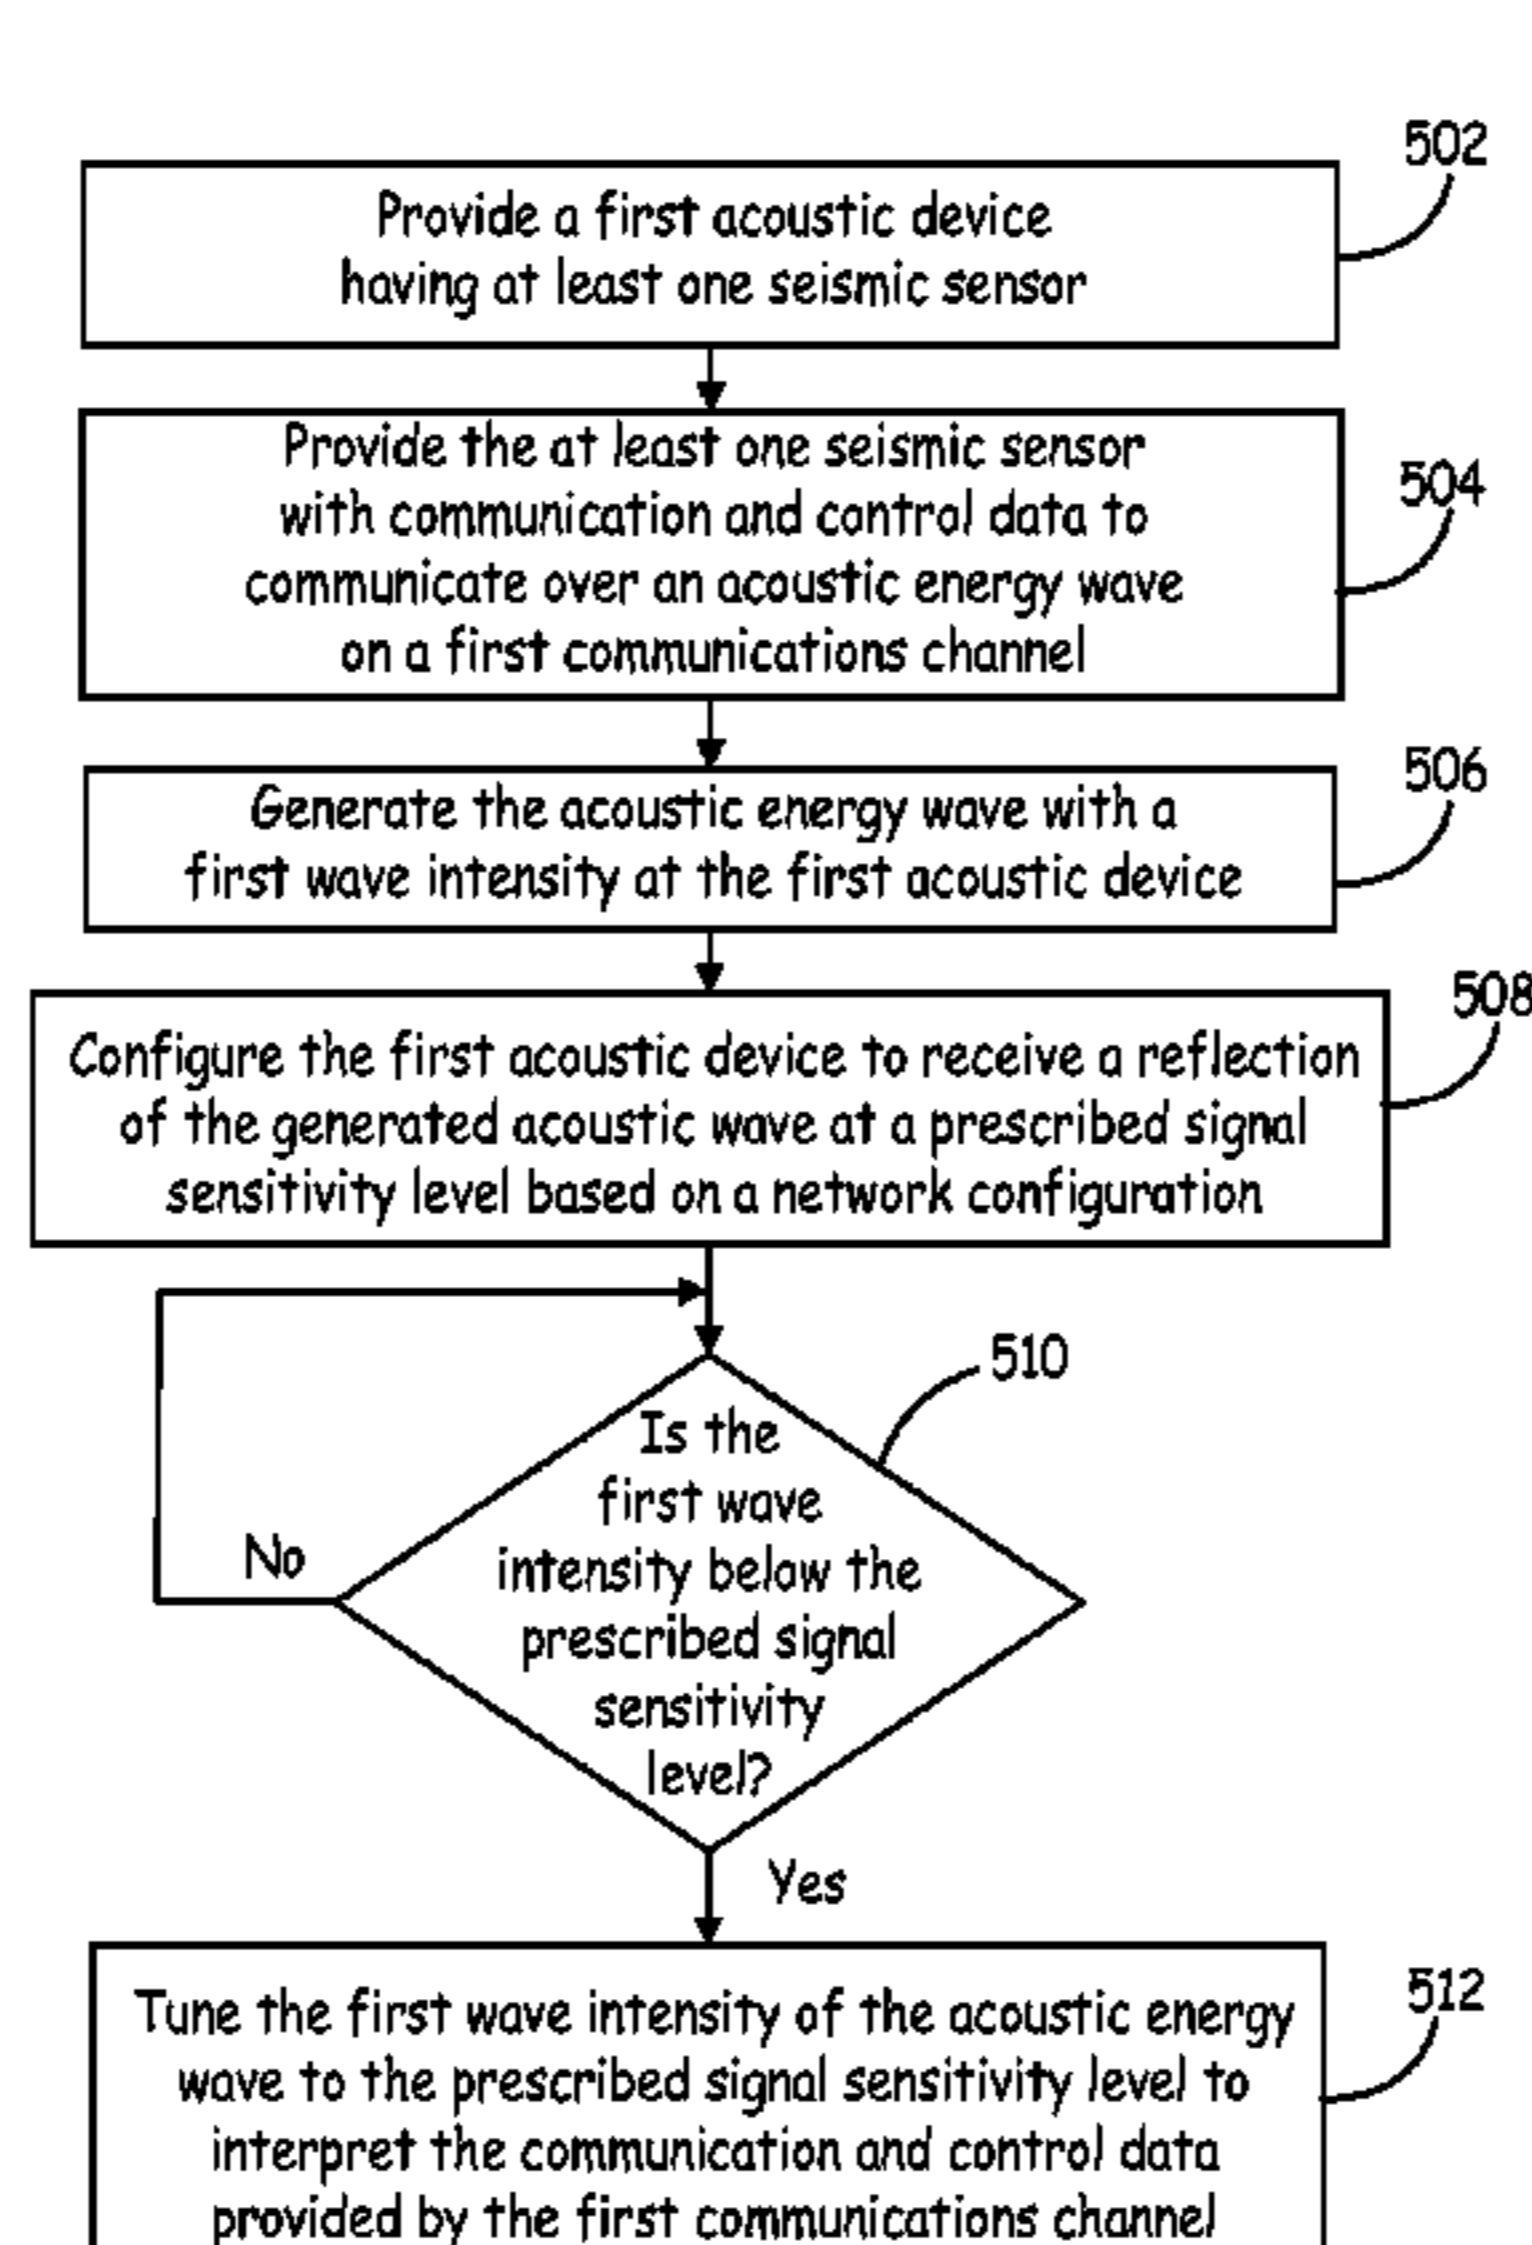 502
Provide a first acoustic device
having at least one seismic sensor
504
Provide the at least one seismic sensor
with communication and control data to
communicate over an acoustic energy wave
on a first communications channel
506
Generate the acoustic energy wave with a
first wave intensity at the first acoustic device
508
Configure the first acoustic device to receive a reflection
of the generated acoustic wave at a prescribed signal
sensitivity level based on a network configuration
510
Is the
first wave
intensity below the
prescribed signal
sensitivity
level?
No
Yes
512
Tune the first wave intensity of the acoustic energy
wave to the prescribed signal sensitivity level to
interpret the communication and control data
provided by the first communications channel